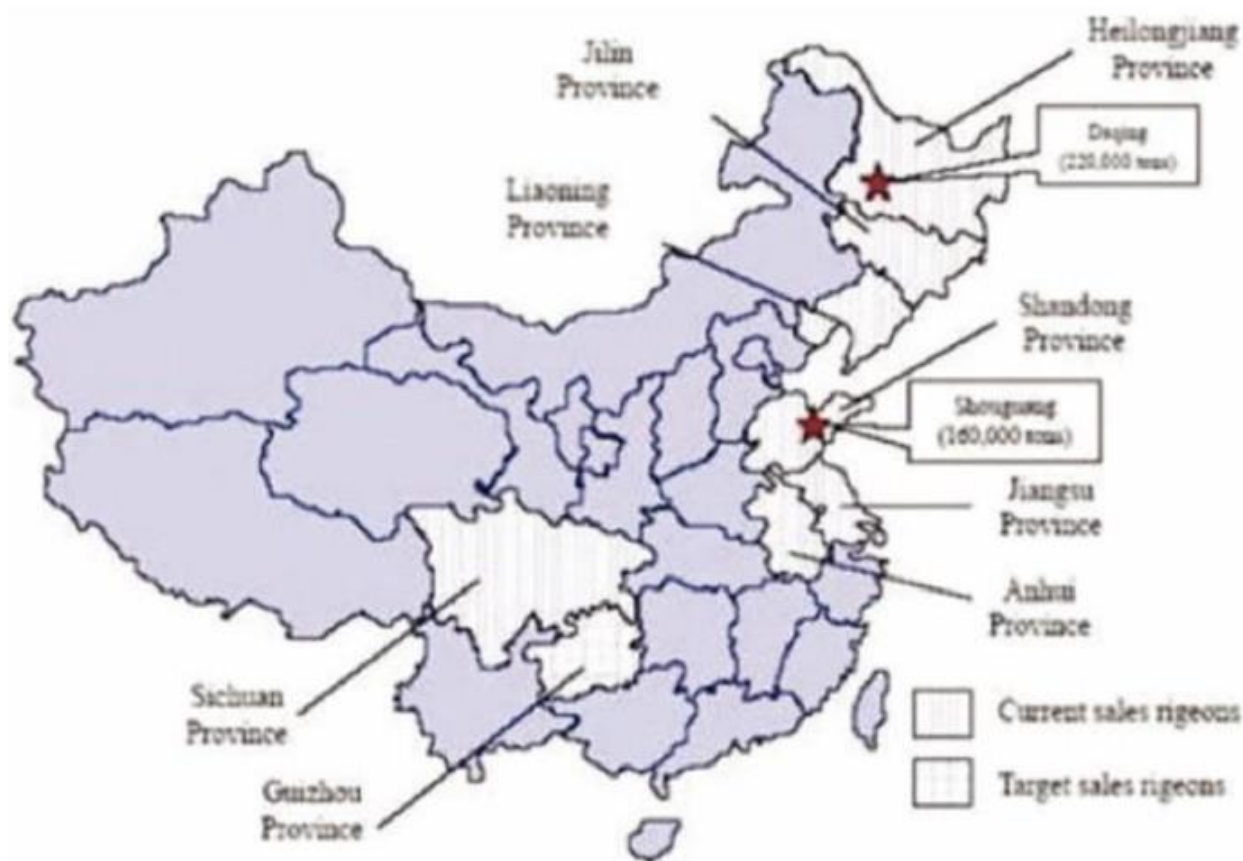 Jilin
Province
Heilongjiang
Province
Daqing
(220,000 tons)
Liaoning
Province
Shandong
Province
Shouguang
(160,000 tons)
Jiangsu
Province
Anhui
Province
Sichuan
Province
Guizhou
Province
Current sales rigeons
Target sales rigeons